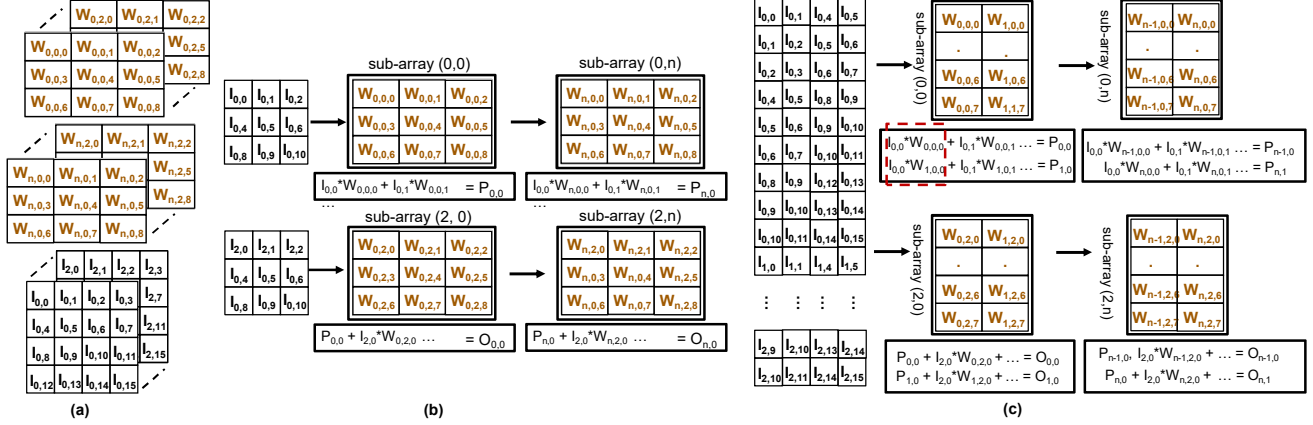 W0,2,0 W0,2,1 W0,2,2
W0,0,0 W0,0,1 W0,0,2 W0,2,5
W0,0,3 W0,0,4 W0,0,5 W0,2,8
W0,0,6 W0,0,7 W0,0,8
Wn,2,0 Wn,2,1 Wn,2,2
Wn,0,0 Wn,0,1 Wn,0,2 Wn,2,5
Wn,0,3 Wn,0,4 Wn,0,5 Wn,2,8
Wn,0,6 Wn,0,7 Wn,0,8
I2,0 I2,1 I2,2 I2,3
I0,0 I0,1 I0,2 I0,3 I2,7
I0,4 I0,5 I0,6 I0,7 I2,11
I0,8 I0,9 I0,10 I0,11 I2,15
I0,12 I0,13 I0,14 I0,15
(a)
I0,0 I0,1 I0,2
I0,4 I0,5 I0,6
I0,8 I0,9 I0,10
sub-array (0,0)
W0,0,0 W0,0,1 W0,0,2
W0,0,3 W0,0,4 W0,0,5
W0,0,6 W0,0,7 W0,0,8
I0,0*W0,0,0 + I0,1*W0,0,1 = P0,0
...
sub-array (0,n)
Wn,0,0 Wn,0,1 Wn,0,2
Wn,0,3 Wn,0,4 Wn,0,5
Wn,0,6 Wn,0,7 Wn,0,8
I0,0*Wn,0,0 + I0,1* Wn,0,1 = Pn,0
...
I2,0 I2,1 I2,2
I0,4 I0,5 I0,6
I0,8 I0,9 I0,10
sub-array (2, 0)
W0,2,0 W0,2,1 W0,2,2
W0,2,3 W0,2,4 W0,2,5
W0,2,6 W0,2,7 W0,2,8
P0,0 + I2,0*W0,2,0 ... = O0,0
sub-array (2,n)
Wn,0,0 Wn,2,1 Wn,2,2
Wn,0,3 Wn,0,4 Wn,2,5
Wn,0,6 Wn,0,7 Wn,2,8
Pn,0 + I2,0*Wn,2,0 ... = On,0
(b)
I0,0 I0,1 I0,4 I0,5
I0,1 I0,2 I0,5 I0,6
I0,2 I0,3 I0,6 I0,7
I0,4 I0,5 I0,8 I0,9
I0,5 I0,6 I0,9 I0,10
I0,6 I0,7 I0,10 I0,11
I0,8 I0,9 I0,12 I0,13
I0,9 I0,10 I0,13 I0,14
I0,10 I0,11 I0,14 I0,15
I1,0 I1,1 I1,4 I1,5
⋮ ⋮ ⋮ ⋮
I2,9 I2,10 I2,13 I2,14
I2,10 I2,11 I2,14 I2,15
sub-array (0,0)
W0,0,0 W1,0,0
. .
W0,0,6 W1,0,6
W0,0,7 W1,1,7
I0,0*W0,0,0 + I0,1*W0,0,1 ... = P0,0
I0,0*W1,0,0 + I0,1*W1,0,1 ... = P1,0
sub-array (0,n)
Wn-1,0,0 Wn,0,0
. .
Wn-1,0,6 Wn,0,6
Wn-1,0,7 Wn,0,7
I0,0*Wn-1,0,0 + I0,1*Wn-1,0,1 ... = Pn-1,0
I0,0*Wn,0,0 + I0,1*Wn,0,1 ... = Pn,1
sub-array (2,0)
W0,2,0 W1,2,0
. .
W0,2,6 W1,2,6
W0,2,7 W1,2,7
P0,0 + I2,0*W0,2,0 + ... = O0,0
P1,0 + I2,0*W1,2,0 + ... = O1,0
sub-array (2,n)
Wn-1,2,0 Wn,2,0
. .
Wn-1,2,6 Wn,2,6
Wn-1,2,7 Wn,2,7
Pn-1,0, I2,0*Wn-1,2,0 + ... = On-1,0
Pn,0 + I2,0*Wn,2,0 + ... = On,1
(c)